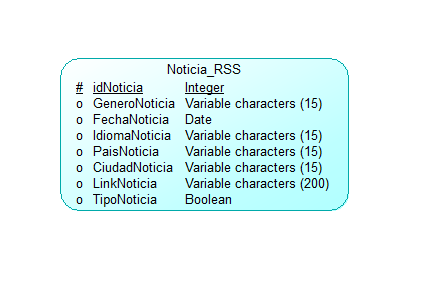 Noticia_RSS
# idNoticia Integer
o GeneroNoticia Variable characters (15)
o FechaNoticia Date
o IdiomaNoticia Variable characters (15)
o PaisNoticia Variable characters (15)
o CiudadNoticia Variable characters (15)
o LinkNoticia Variable characters (200)
o TipoNoticia Boolean